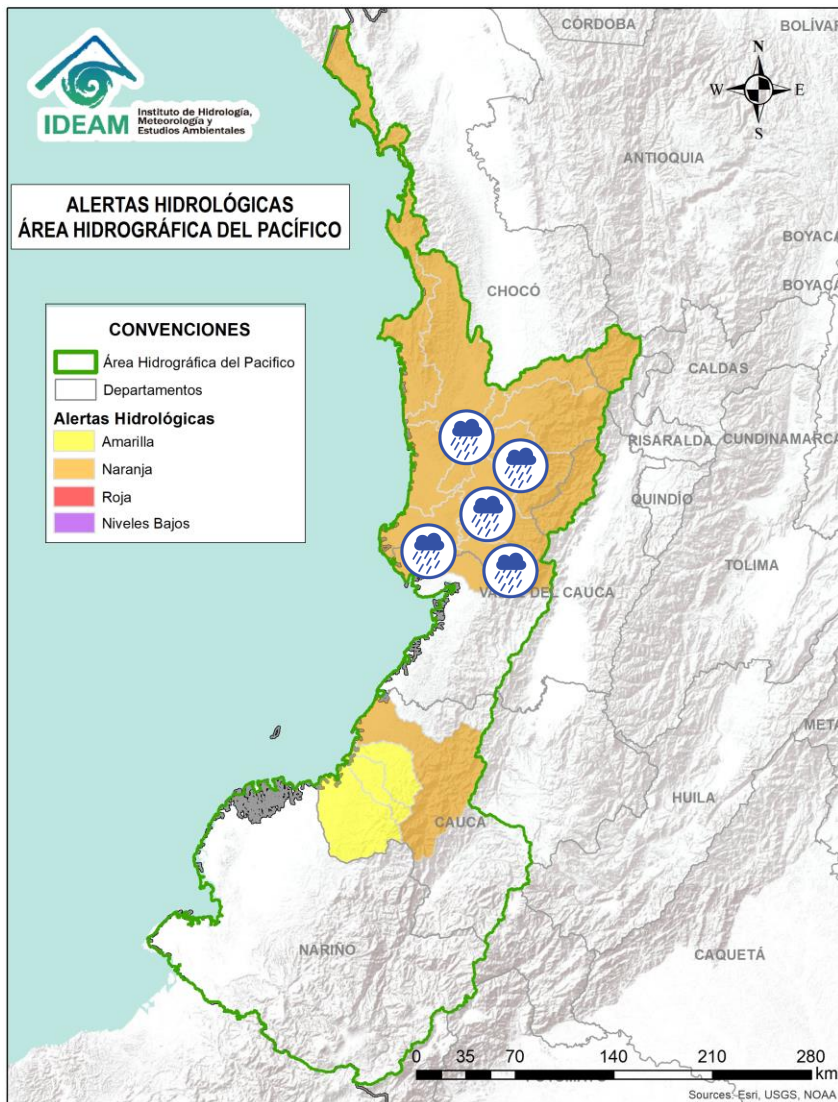 CÓRDOBA
BOLÍVAR
IDEAM
Instituto de Hidrología,
Meteorología y
Estudios Ambientales
N
W
E
S
ANTIOQUIA
ALERTAS HIDROLÓGICAS
ÁREA HIDROGRÁFICA DEL PACÍFICO
BOYACÁ
BOYACÁ
CHOCÓ
CONVENCIONES
Área Hidrográfica del Pacifico
Departamentos
Alertas Hidrológicas
Amarilla
Naranja
Roja
Niveles Bajos
CALDAS
RISARALDA
CUNDINAMARCA
QUINDÍO
TOLIMA
VALLE DEL CAUCA
META
HUILA
CAUCA
NARIÑO
CAQUETÁ
0 35 70 140 210 280
km
Sources: Esri, USGS, NOAA